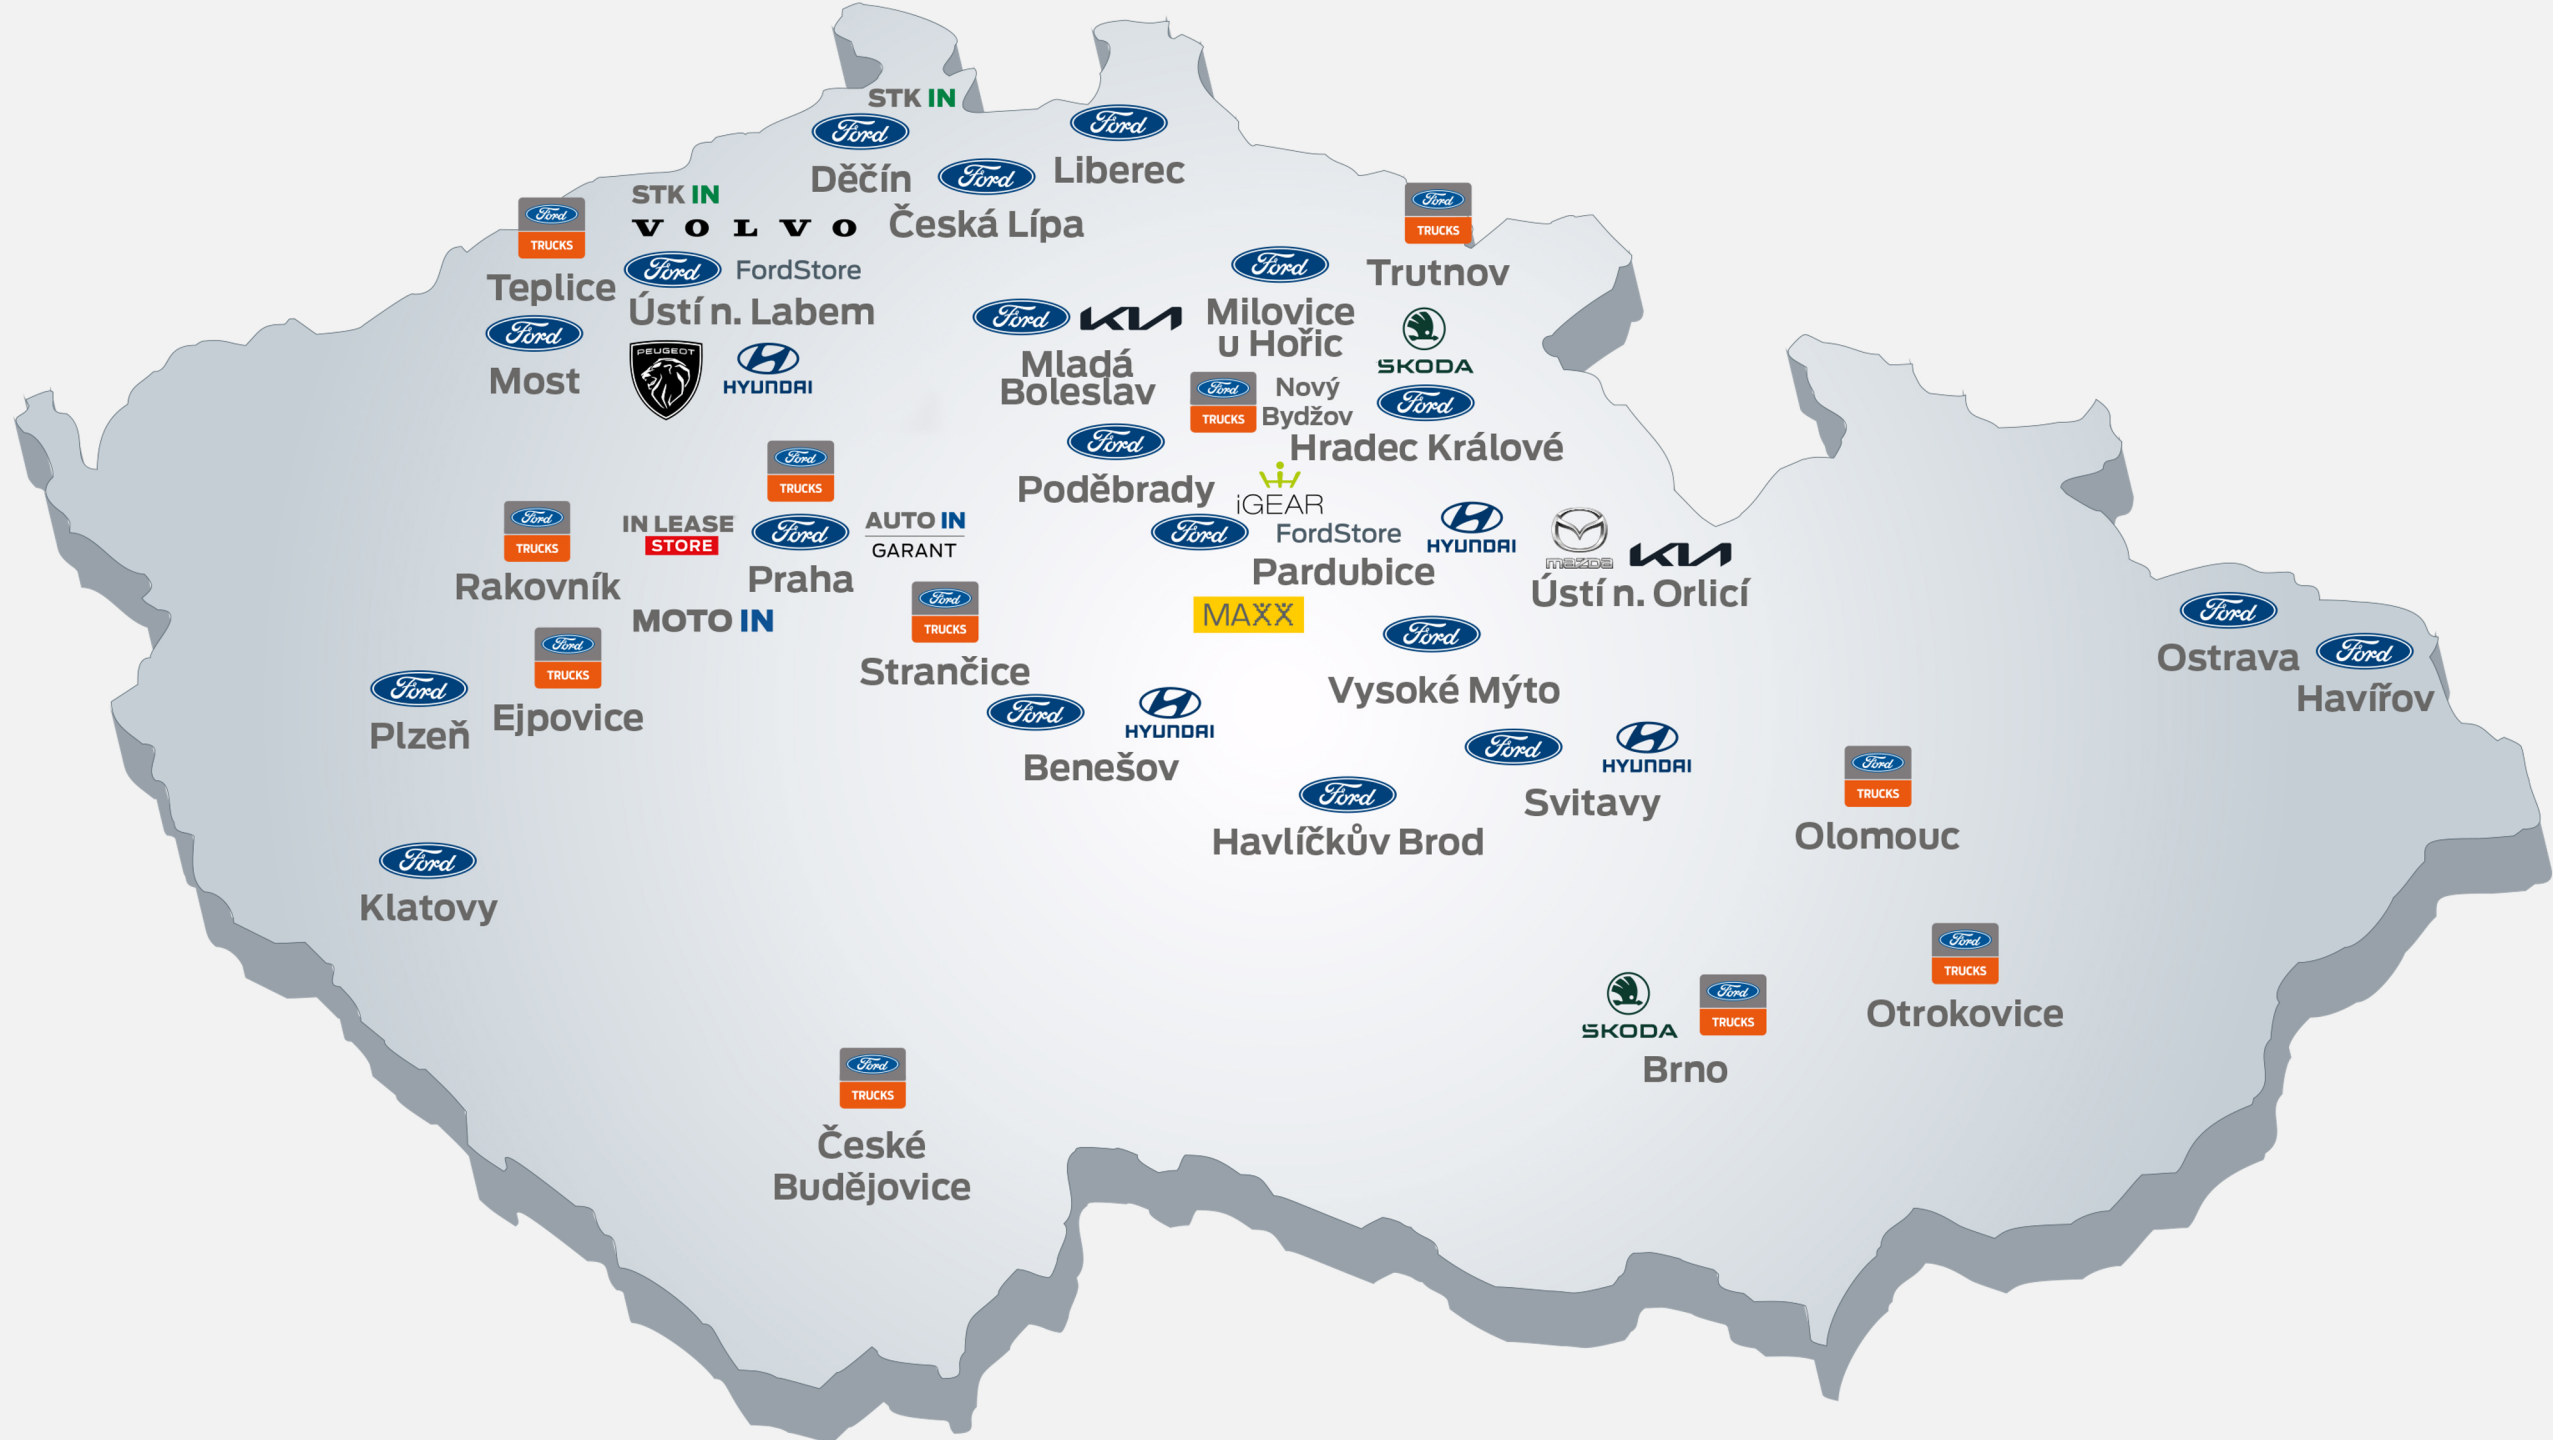 STK IN
Ford
Děčín
Ford
Liberec
Ford
Česká Lípa
Ford
TRUCKS
Teplice
STK IN
VOLVO
Ford FordStore
Ústí n. Labem
PEUGEOT
HYUNDAI
Ford
Most
Ford KIA
Mladá
Boleslav
Ford
Milovice
u Hořic
Ford
TRUCKS
Trutnov
Ford
TRUCKS
Nový
Bydžov
ŠKODA
Ford
Hradec Králové
Ford
Poděbrady
Ford
TRUCKS
Rakovník
Ford
TRUCKS
IN LEASE
STORE
Ford
AUTO IN
GARANT
Praha
MOTO IN
iGEAR
Ford FordStore
HYUNDAI
Pardubice
MAXX
mazda KIA
Ústí n. Orlicí
Ford
TRUCKS
Strančice
Ford
TRUCKS
Ejpovice
Ford
Plzeň
Ford
HYUNDAI
Benešov
Ford
Vysoké Mýto
Ford
HYUNDAI
Svitavy
Ford
Havlíčkův Brod
Ford
Ostrava
Ford
Havířov
Ford
TRUCKS
Olomouc
Ford
Klatovy
Ford
TRUCKS
Otrokovice
ŠKODA
Ford
TRUCKS
Brno
Ford
TRUCKS
České
Budějovice